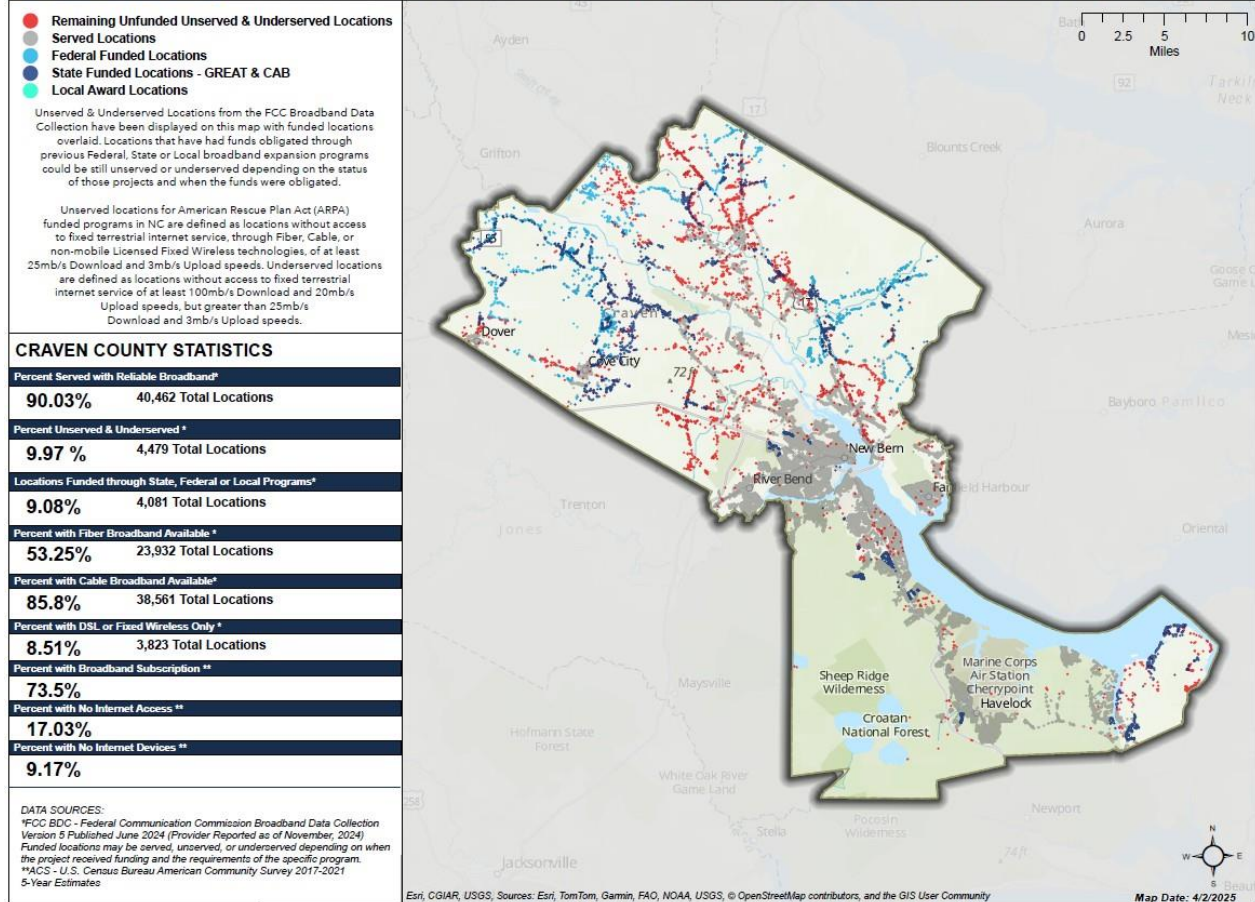 Remaining Unfunded Unserved & Underserved Locations
Served Locations
Federal Funded Locations
State Funded Locations - GREAT & CAB
Local Award Locations
Unserved & Underserved Locations from the FCC Broadband Data
Collection have been displayed on this map with funded locations
overlaid. Locations that have had funds obligated through
previous Federal, State or Local broadband expansion programs
could be still unserved or underserved depending on the status
of those projects and when the funds were obligated.
Unserved locations for American Rescue Plan Act (ARPA)
funded programs in NC are defined as locations without access
to fixed terrestrial internet service, through Fiber, Cable, or
non-mobile Licensed Fixed Wireless technologies, of at least
25mb/s Download and 3mb/s Upload speeds. Underserved locations
are defined as locations without access to fixed terrestrial
internet service of at least 100mb/s Download and 20mb/s
Upload speeds, but greater than 25mb/s
Download and 3mb/s Upload speeds.
CRAVEN COUNTY STATISTICS
Percent Served with Reliable Broadband*
90.03% 40,462 Total Locations
Percent Unserved & Underserved *
9.97 % 4,479 Total Locations
Locations Funded through State, Federal or Local Programs*
9.08% 4,081 Total Locations
Percent with Fiber Broadband Available *
53.25% 23,932 Total Locations
Percent with Cable Broadband Available*
85.8% 38,561 Total Locations
Percent with DSL or Fixed Wireless Only *
8.51% 3,823 Total Locations
Percent with Broadband Subscription **
73.5%
Percent with No Internet Access **
17.03%
Percent with No Internet Devices **
9.17%
DATA SOURCES:
*FCC BDC - Federal Communication Commission Broadband Data Collection
Version 5 Published June 2024 (Provider Reported as of November, 2024)
Funded locations may be served, unserved, or underserved depending on when
the project received funding and the requirements of the specific program.
**ACS - U.S. Census Bureau American Community Survey 2017-2021
5-Year Estimates
43
Bath
0 2.5 5 10
Miles
Ayden
92
17
Grifton
Blounts Creek
Aurora
55
17
Craven
Dover
Cove City
72 ft
Bayboro Pamlico
New Bern
River Bend
Fairfield Harbour
Trenton
Jones
Oriental
Marine Corps
Air Station
Cherrypoint
Havelock
Sheep Ridge
Wilderness
Maysville
Croatan
National Forest
Hofmann State
Forest
White Oak River
Game Land
258
Newport
Pocosin
Wilderness
Stella
74 ft
Jacksonville
N
W E
S
Esri, CGIAR, USGS, Sources: Esri, TomTom, Garmin, FAO, NOAA, USGS, © OpenStreetMap contributors, and the GIS User Community
Map Date: 4/2/2025